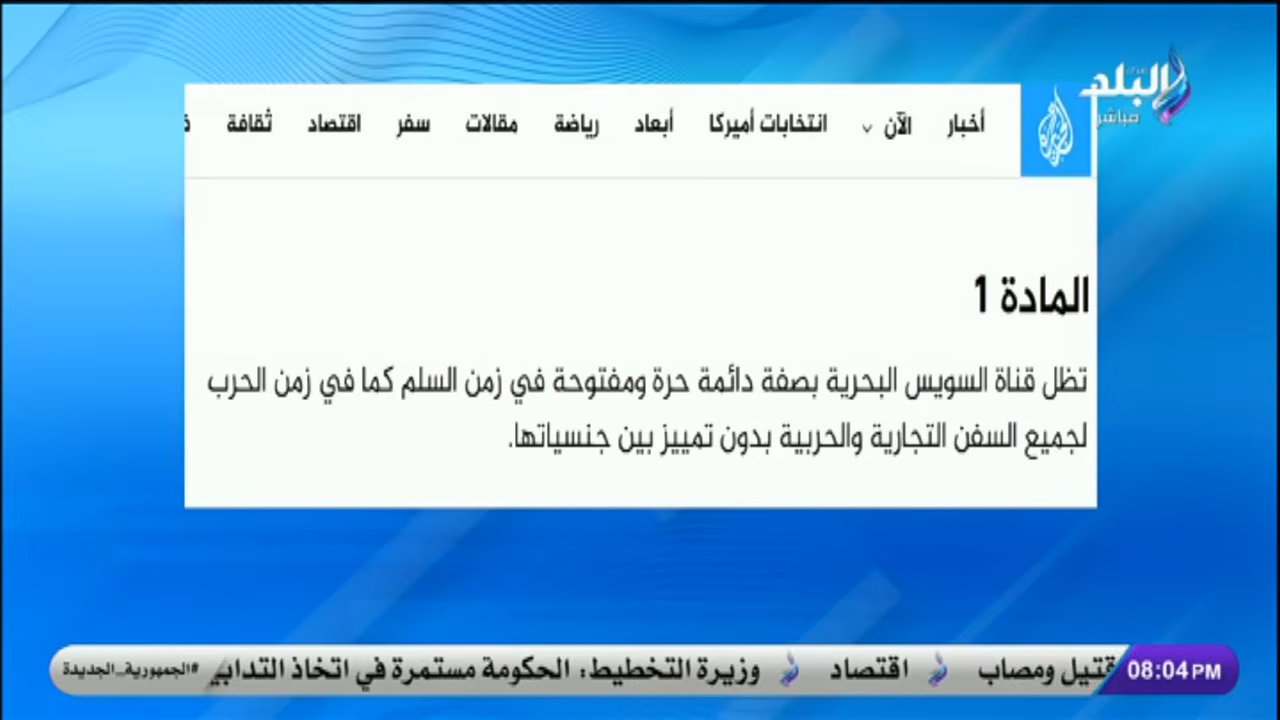 البلد
مباشر
أخبار
الآن
انتخابات أميركا
أبعاد
رياضة
مقالات
سفر
اقتصاد
ثقافة
المادة 1
تظل قناة السويس البحرية بصفة دائمة حرة ومفتوحة في زمن السلم كما في زمن الحرب
لجميع السفن التجارية والحربية بدون تمييز بين جنسياتها.
08:04 PM
قتيل ومصاب
اقتصاد
وزيرة التخطيط: الحكومة مستمرة في اتخاذ التدابي
#الجمهورية_الجديدة